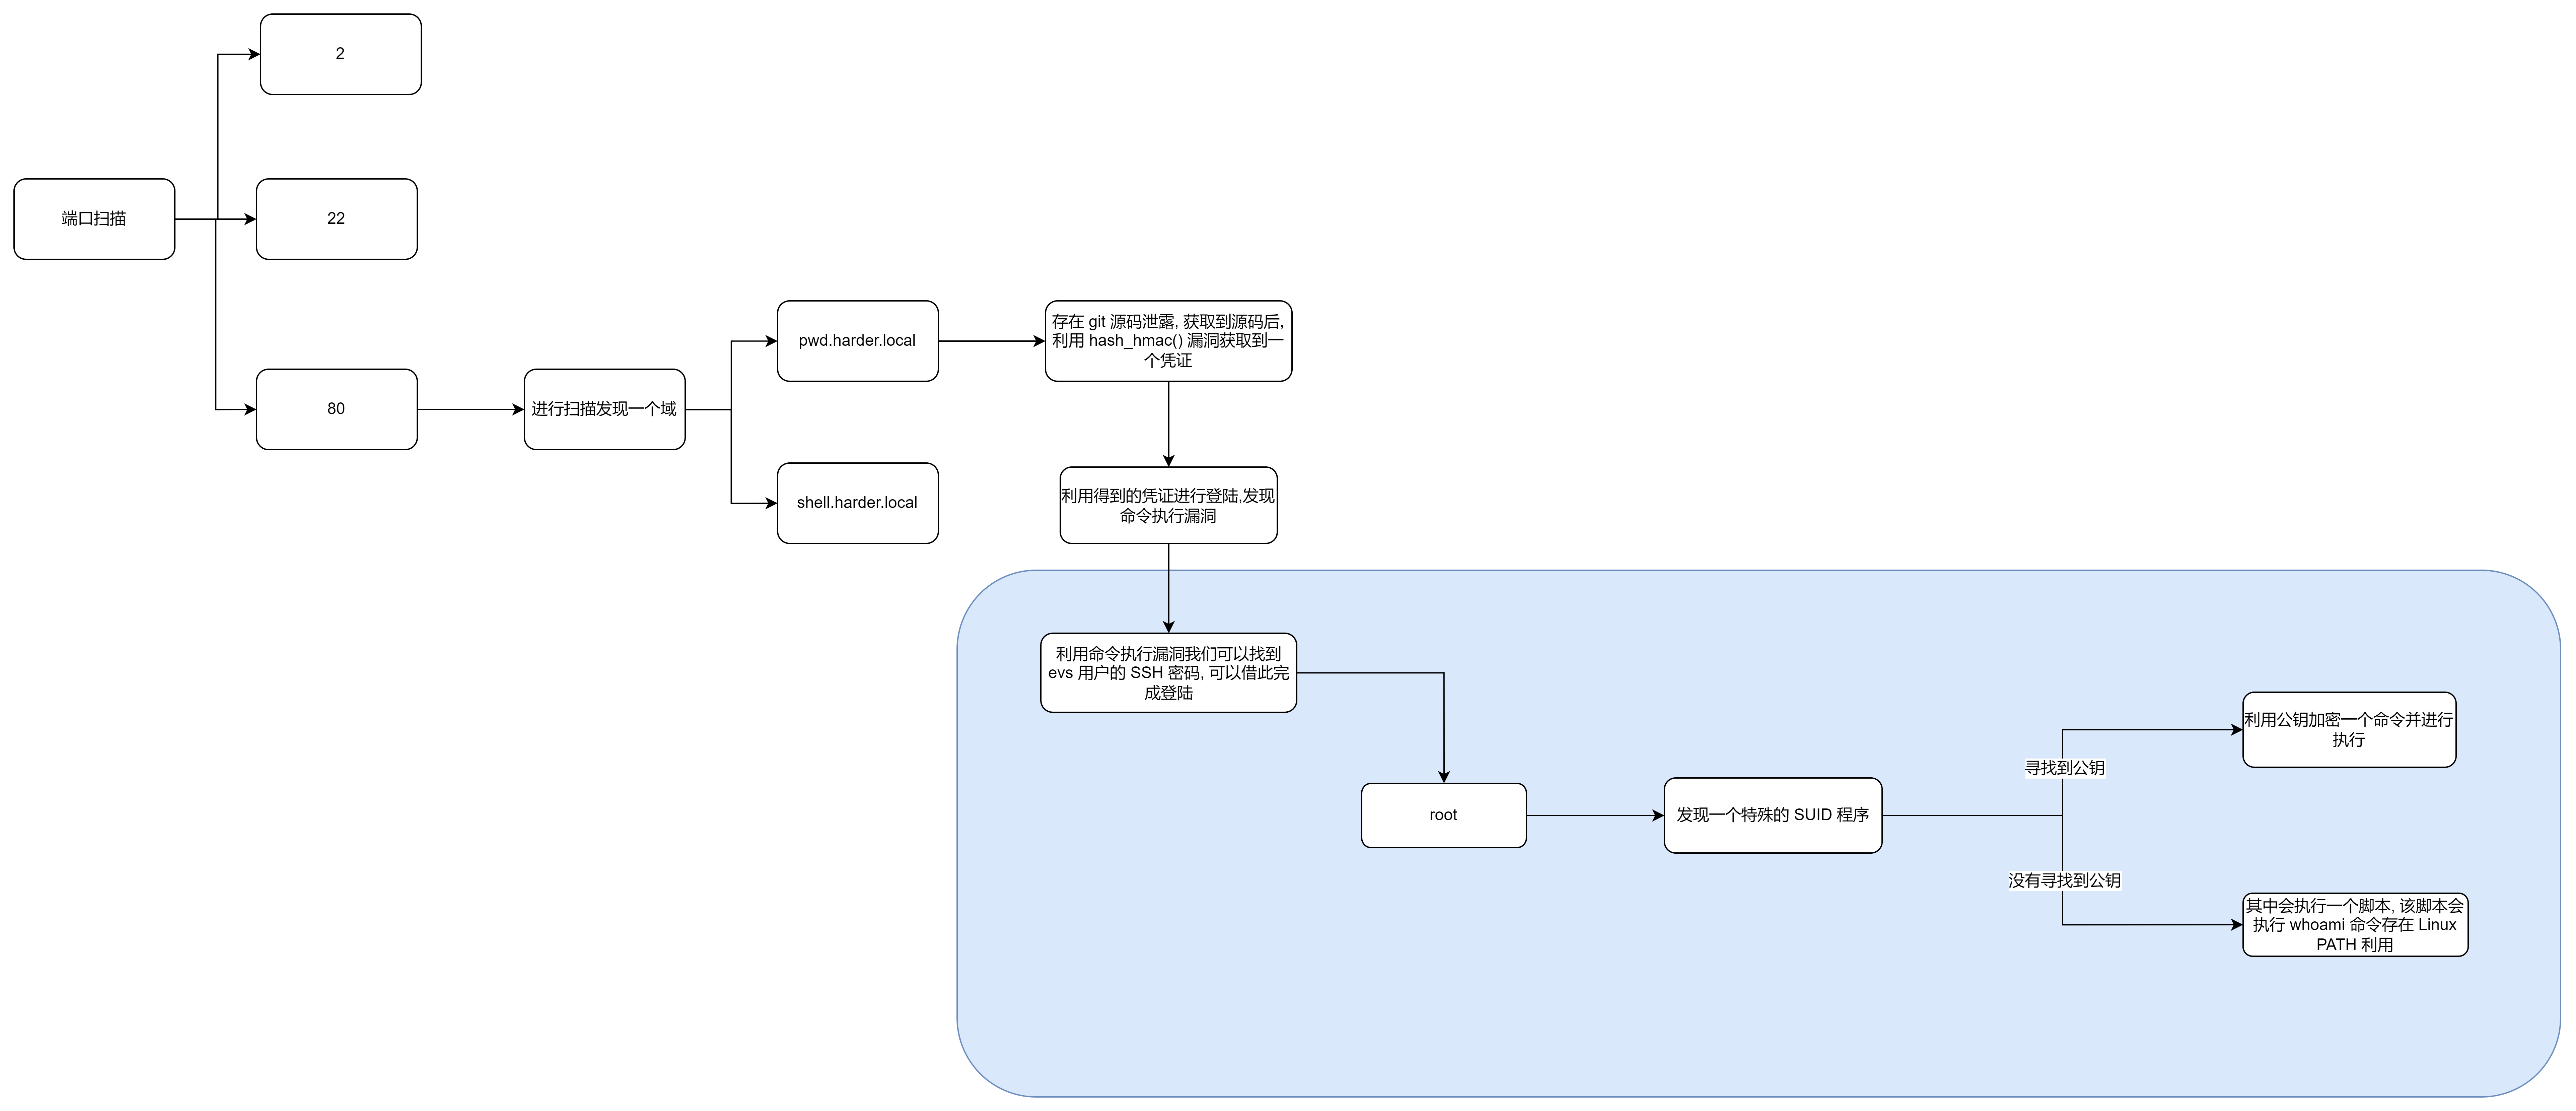 2
端口扫描
22
80
进行扫描发现一个域
pwd.harder.local
shell.harder.local
存在 git 源码泄露, 获取到源码后,
利用 hash_hmac() 漏洞获取到一
个凭证
利用得到的凭证进行登陆,发现
命令执行漏洞
利用命令执行漏洞我们可以找到
evs 用户的 SSH 密码, 可以借此完
成登陆
root
发现一个特殊的 SUID 程序
寻找到公钥
利用公钥加密一个命令并进行
执行
没有寻找到公钥
其中会执行一个脚本, 该脚本会
执行 whoami 命令存在 Linux
PATH 利用